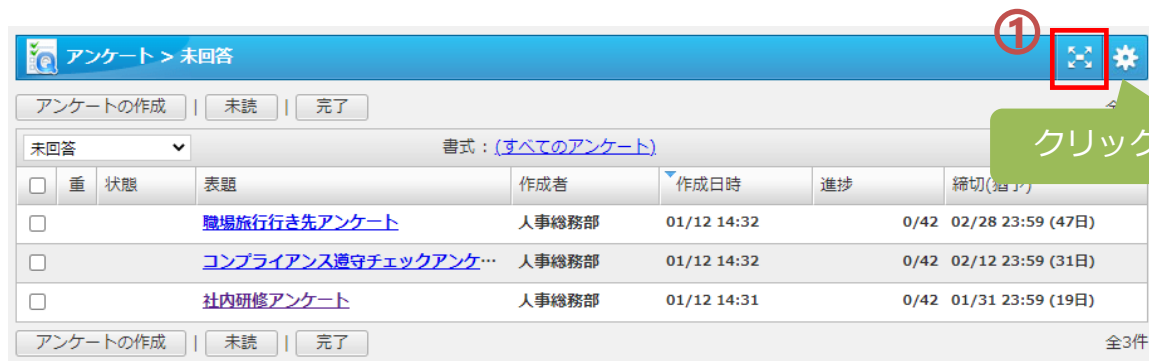 ①
アンケート > 未回答
アンケートの作成 | 未読 | 完了
クリック
未回答 書式：(すべてのアンケート)
重 状態 表題 作成者 作成日時 進捗 締切(猶予)
職場旅行行き先アンケート 人事総務部 01/12 14:32 0/42 02/28 23:59 (47日)
コンプライアンス遵守チェックアンケ… 人事総務部 01/12 14:32 0/42 02/12 23:59 (31日)
社内研修アンケート 人事総務部 01/12 14:31 0/42 01/31 23:59 (19日)
アンケートの作成 | 未読 | 完了 全3件